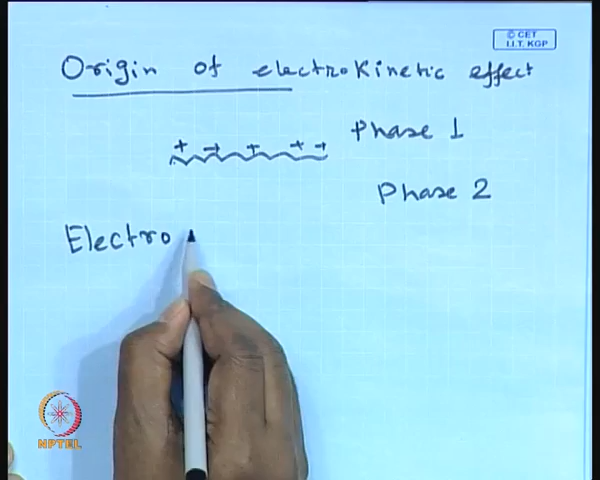 © CET
I.I.T. KGP
Origin of electrokinetic effect
+ + + + +
Phase 1
Phase 2
Electro
NPTEL